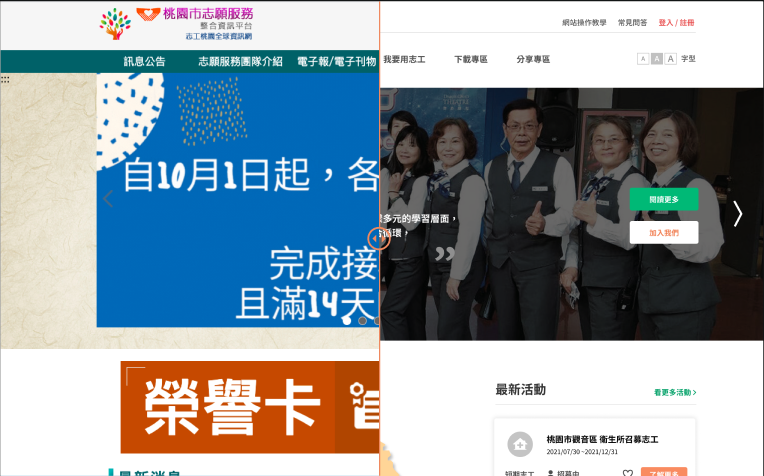 桃園市志願服務
整合資訊平台
志工桃園全球資訊網
訊息公告 志願服務團隊介紹 電子報/電子刊物
:::
自10月1日起，各
完成接
且滿14天
榮譽卡
最新消息
網站操作教學 常見問答 登入 / 註冊
我要用志工 下載專區 分享專區 A A A 字型
多元的學習層面，
循環，
”
閱讀更多
加入我們
最新活動
看更多活動
桃園市觀音區 衛生所召募志工
2021/07/30 ~2021/12/31
短期志工 招募中 了解更多